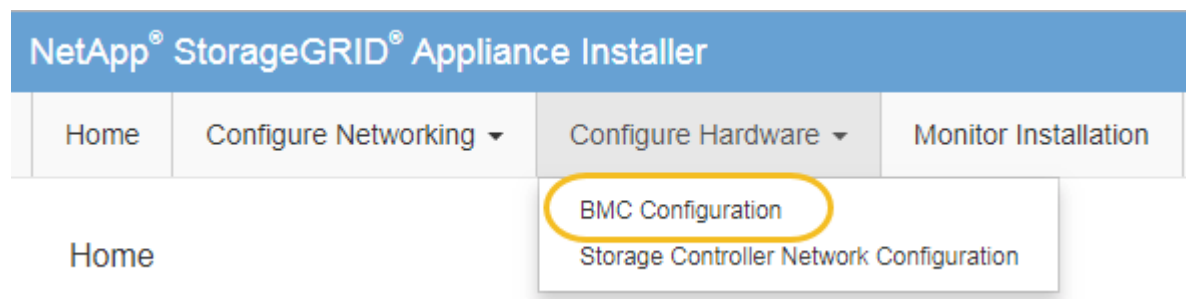 NetApp® StorageGRID® Appliance Installer
Home Configure Networking Configure Hardware Monitor Installation
BMC Configuration
Home
Storage Controller Network Configuration